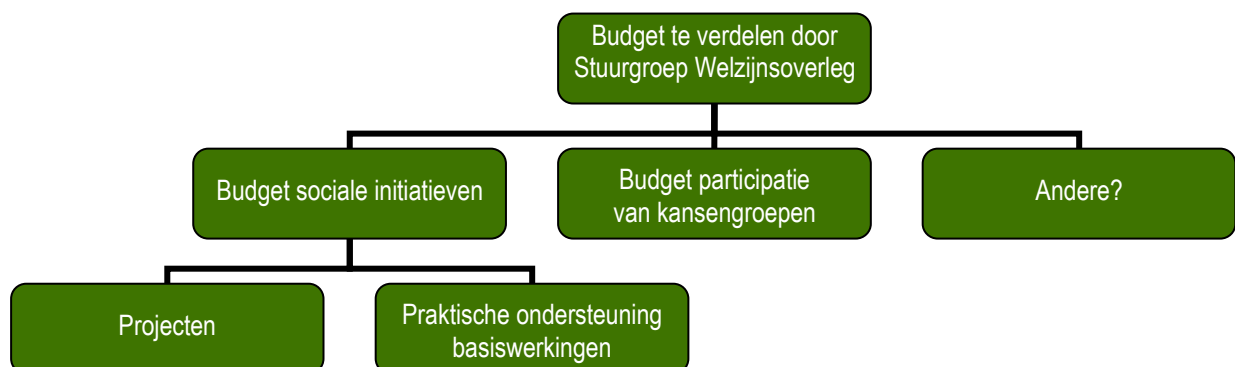 Budget te verdelen door
Stuurgroep Welzijnsoverleg
Budget sociale initiatieven
Budget participatie
van kansengroepen
Andere?
Projecten
Praktische ondersteuning
basiswerkingen